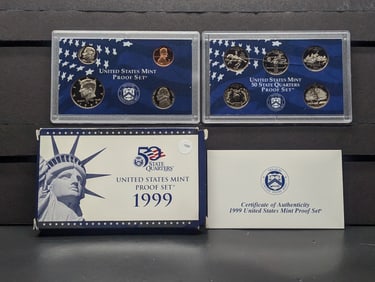 UNITED STATES MINT
PROOF SET
UNITED STATES MINT
50 STATE QUARTERS
PROOF SET
50
STATE
QUARTERS
UNITED STATES MINT
PROOF SET
1999
Certificate of Authenticity
1999 United States Mint Proof Set